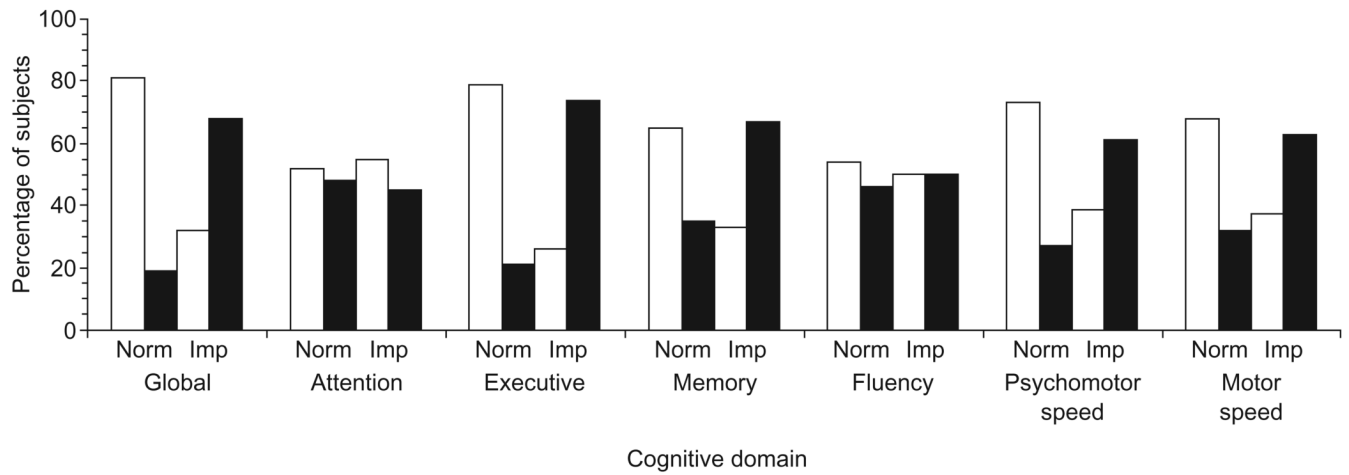 Percentage of subjects
100
80
60
40
20
0
Norm Imp Norm Imp Norm Imp Norm Imp Norm Imp Norm Imp Norm Imp
Global Attention Executive Memory Fluency Psychomotor speed Motor speed
Cognitive domain